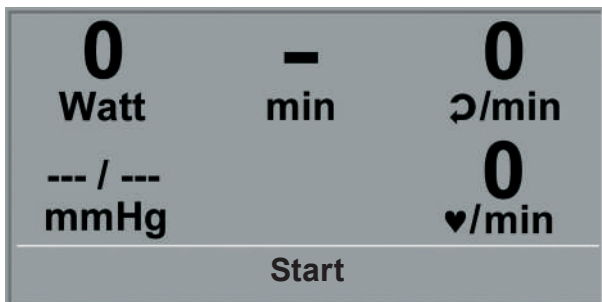 0 - 0
Watt min ↄ/min
--- / --- 0
mmHg ♥/min
Start